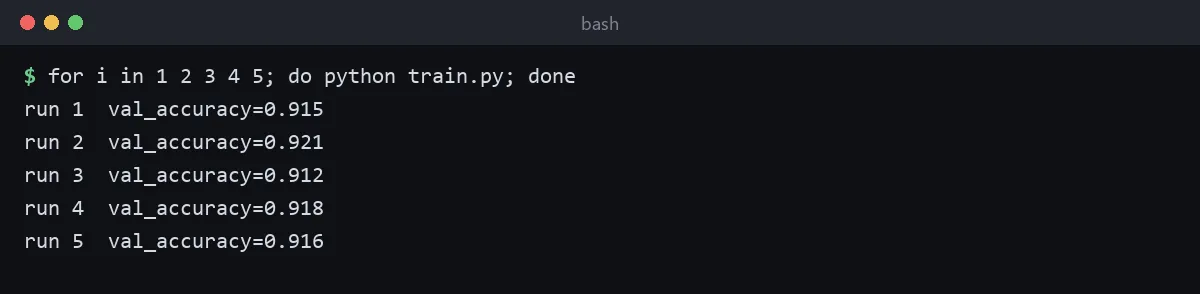 bash
$ for i in 1 2 3 4 5; do python train.py; done
run 1  val_accuracy=0.915
run 2  val_accuracy=0.921
run 3  val_accuracy=0.912
run 4  val_accuracy=0.918
run 5  val_accuracy=0.916